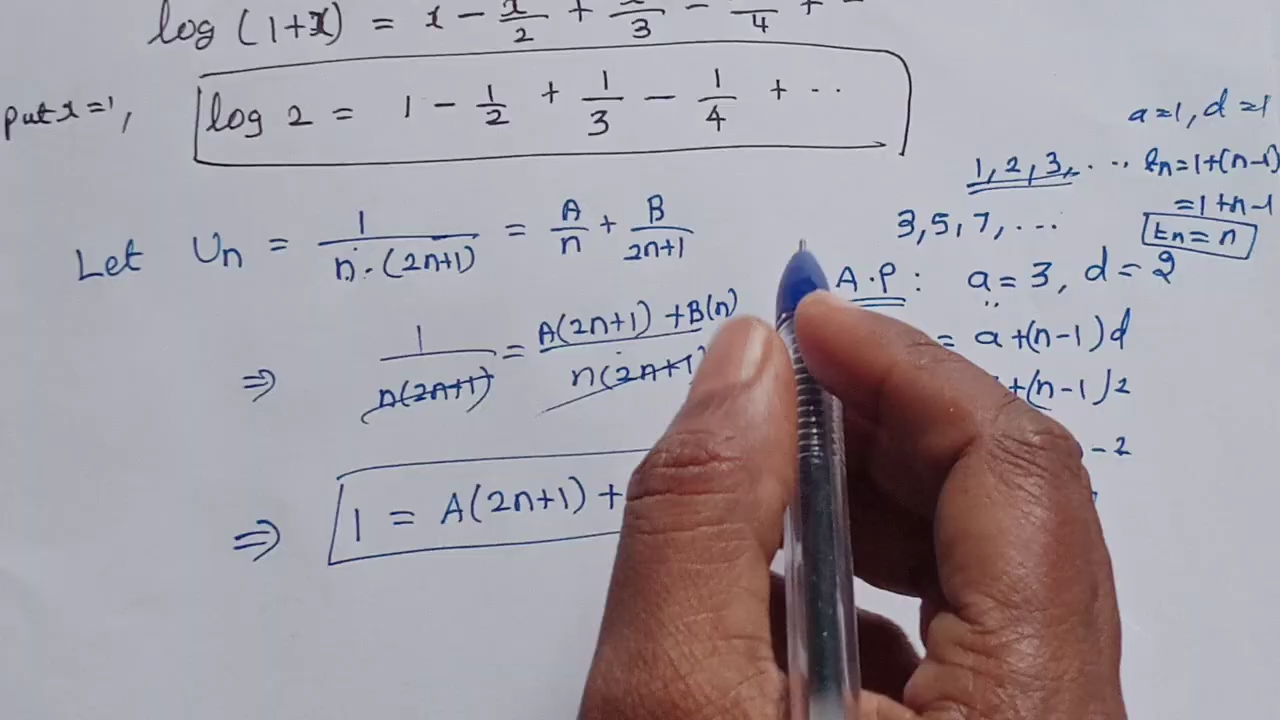 log (1+x) = x - x/2 + x/3 - /4 +
Put x=1, log 2 = 1 - 1/2 + 1/3 - 1/4 + ..
Let Un = 1/(n·(2n+1)) = A/n + B/(2n+1)
⇒ 1/(n(2n+1)) = (A(2n+1) + B(n))/(n(2n+1)
⇒ 1 = A(2n+1) +
a=1, d=1
1, 2, 3, ... tn=1+(n-1)
=1+n-1
tn=n
3, 5, 7, ...
A.P : a = 3, d = 2
= a+(n-1)d
+(n-1)2
- 2